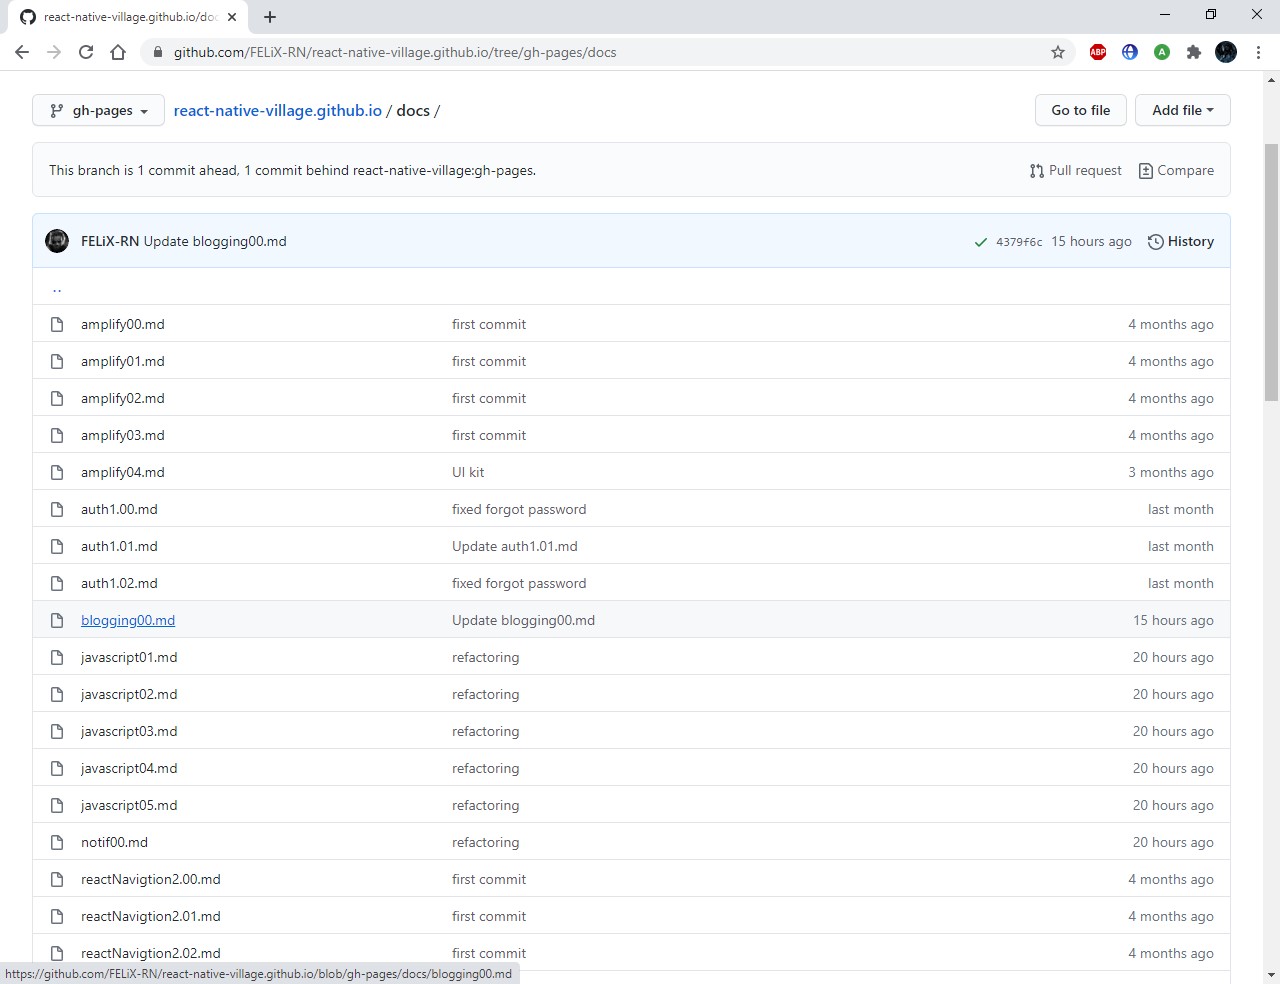 react-native-village.github.io/doc
github.com/FELiX-RN/react-native-village.github.io/tree/gh-pages/docs
ABP
A
gh-pages react-native-village.github.io / docs / Go to file Add file
This branch is 1 commit ahead, 1 commit behind react-native-village:gh-pages. Pull request Compare
FELiX-RN Update blogging00.md 4379f6c 15 hours ago History
..
amplify00.md first commit 4 months ago
amplify01.md first commit 4 months ago
amplify02.md first commit 4 months ago
amplify03.md first commit 4 months ago
amplify04.md UI kit 3 months ago
auth1.00.md fixed forgot password last month
auth1.01.md Update auth1.01.md last month
auth1.02.md fixed forgot password last month
blogging00.md Update blogging00.md 15 hours ago
javascript01.md refactoring 20 hours ago
javascript02.md refactoring 20 hours ago
javascript03.md refactoring 20 hours ago
javascript04.md refactoring 20 hours ago
javascript05.md refactoring 20 hours ago
notif00.md refactoring 20 hours ago
reactNavigtion2.00.md first commit 4 months ago
reactNavigtion2.01.md first commit 4 months ago
reactNavigtion2.02.md first commit 4 months ago
https://github.com/FELiX-RN/react-native-village.github.io/blob/gh-pages/docs/blogging00.md